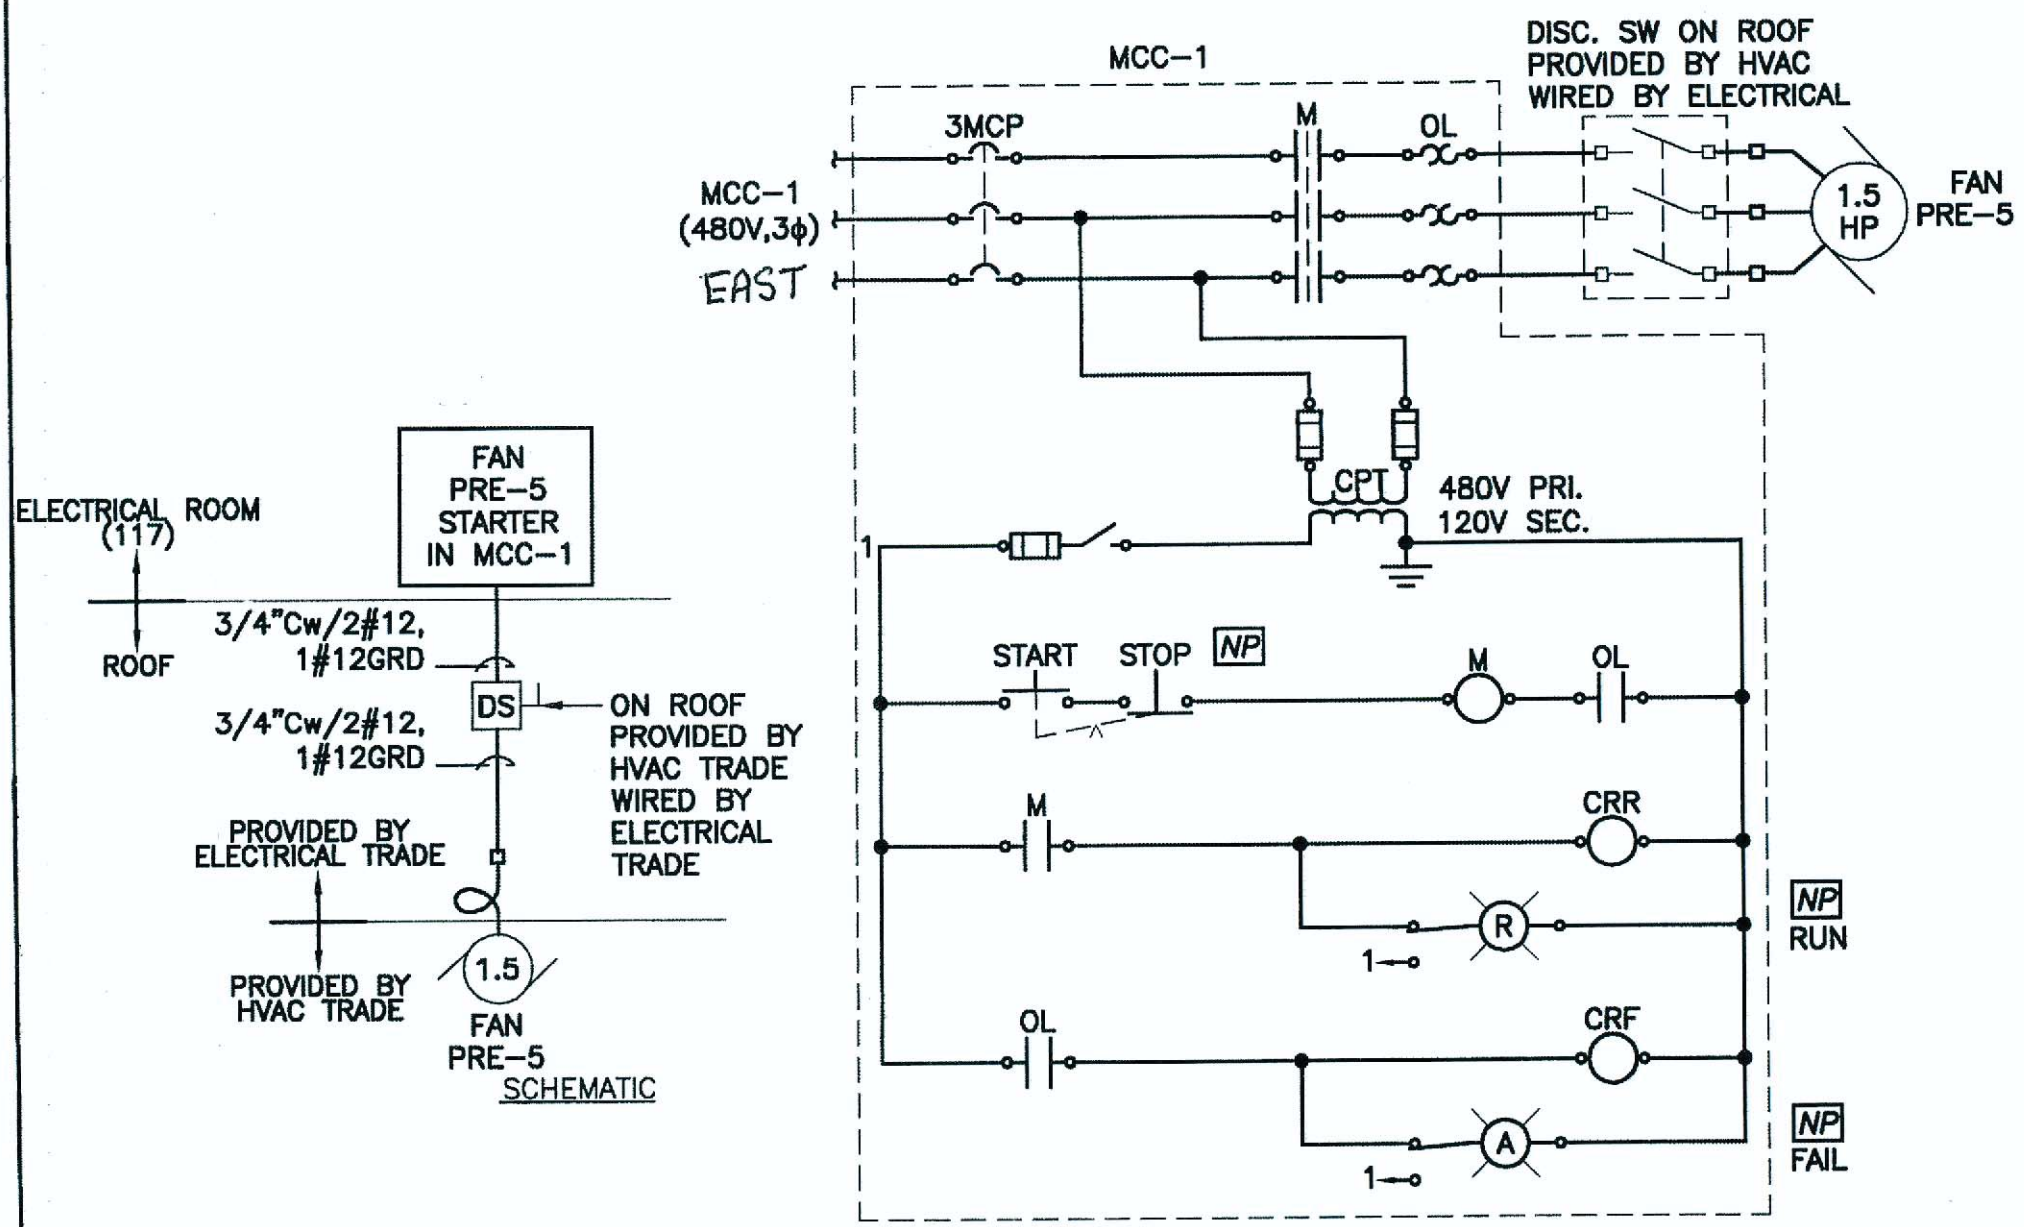 MCC-1
DISC. SW ON ROOF
PROVIDED BY HVAC
WIRED BY ELECTRICAL
3MCP
M
OL
MCC-1
(480V,3ϕ)
EAST
1.5
HP
FAN
PRE-5
CPT
480V PRI.
120V SEC.
1
START
STOP
NP
M
OL
M
CRR
R
1
NP
RUN
OL
CRF
A
1
NP
FAIL
FAN
PRE-5
STARTER
IN MCC-1
ELECTRICAL ROOM
(117)
ROOF
3/4"Cw/2#12,
1#12GRD
DS
3/4"Cw/2#12,
1#12GRD
ON ROOF
PROVIDED BY
HVAC TRADE
WIRED BY
ELECTRICAL
TRADE
PROVIDED BY
ELECTRICAL TRADE
PROVIDED BY
HVAC TRADE
1.5
FAN
PRE-5
SCHEMATIC